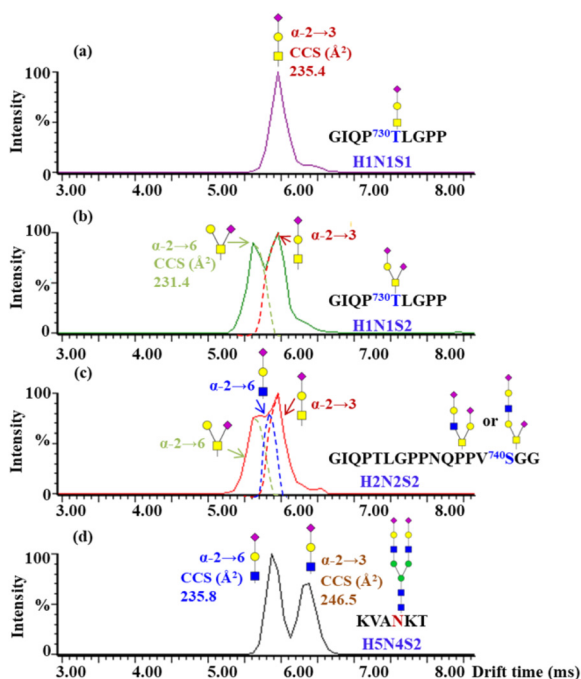 (a)
α-2→3
CCS (Å²)
235.4
100
Intensity
%
0
GIQP⁷³⁰TLGPP
H1N1S1
3.00 4.00 5.00 6.00 7.00 8.00
(b)
100
Intensity
%
0
α-2→6
CCS (Å²)
231.4
α-2→3
GIQP⁷³⁰TLGPP
H1N1S2
3.00 4.00 5.00 6.00 7.00 8.00
(c)
100
Intensity
%
0
α-2→6
α-2→6
α-2→3
or
GIQPTLGPPNQPPV⁷⁴⁰SGG
H2N2S2
3.00 4.00 5.00 6.00 7.00 8.00
(d)
100
Intensity
%
0
α-2→6
CCS (Å²)
235.8
α-2→3
CCS (Å²)
246.5
KVANKT
H5N4S2
3.00 4.00 5.00 6.00 7.00 8.00 Drift time (ms)